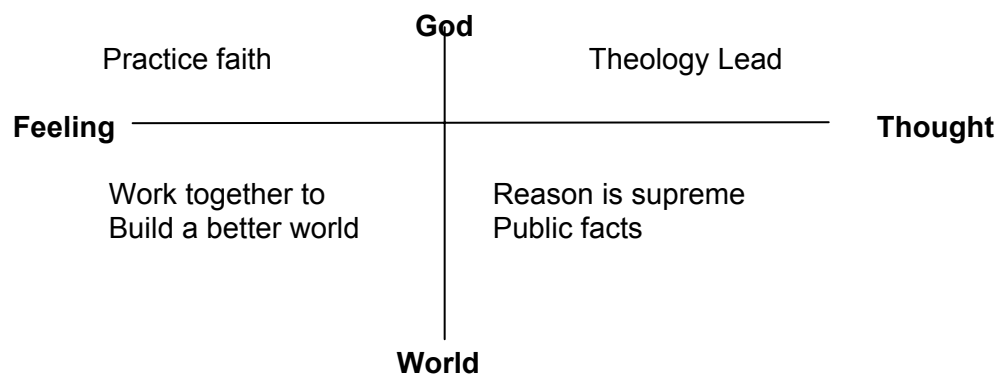 God
Practice faith
Theology Lead
Feeling
Thought
Work together to
Build a better world
Reason is supreme
Public facts
World